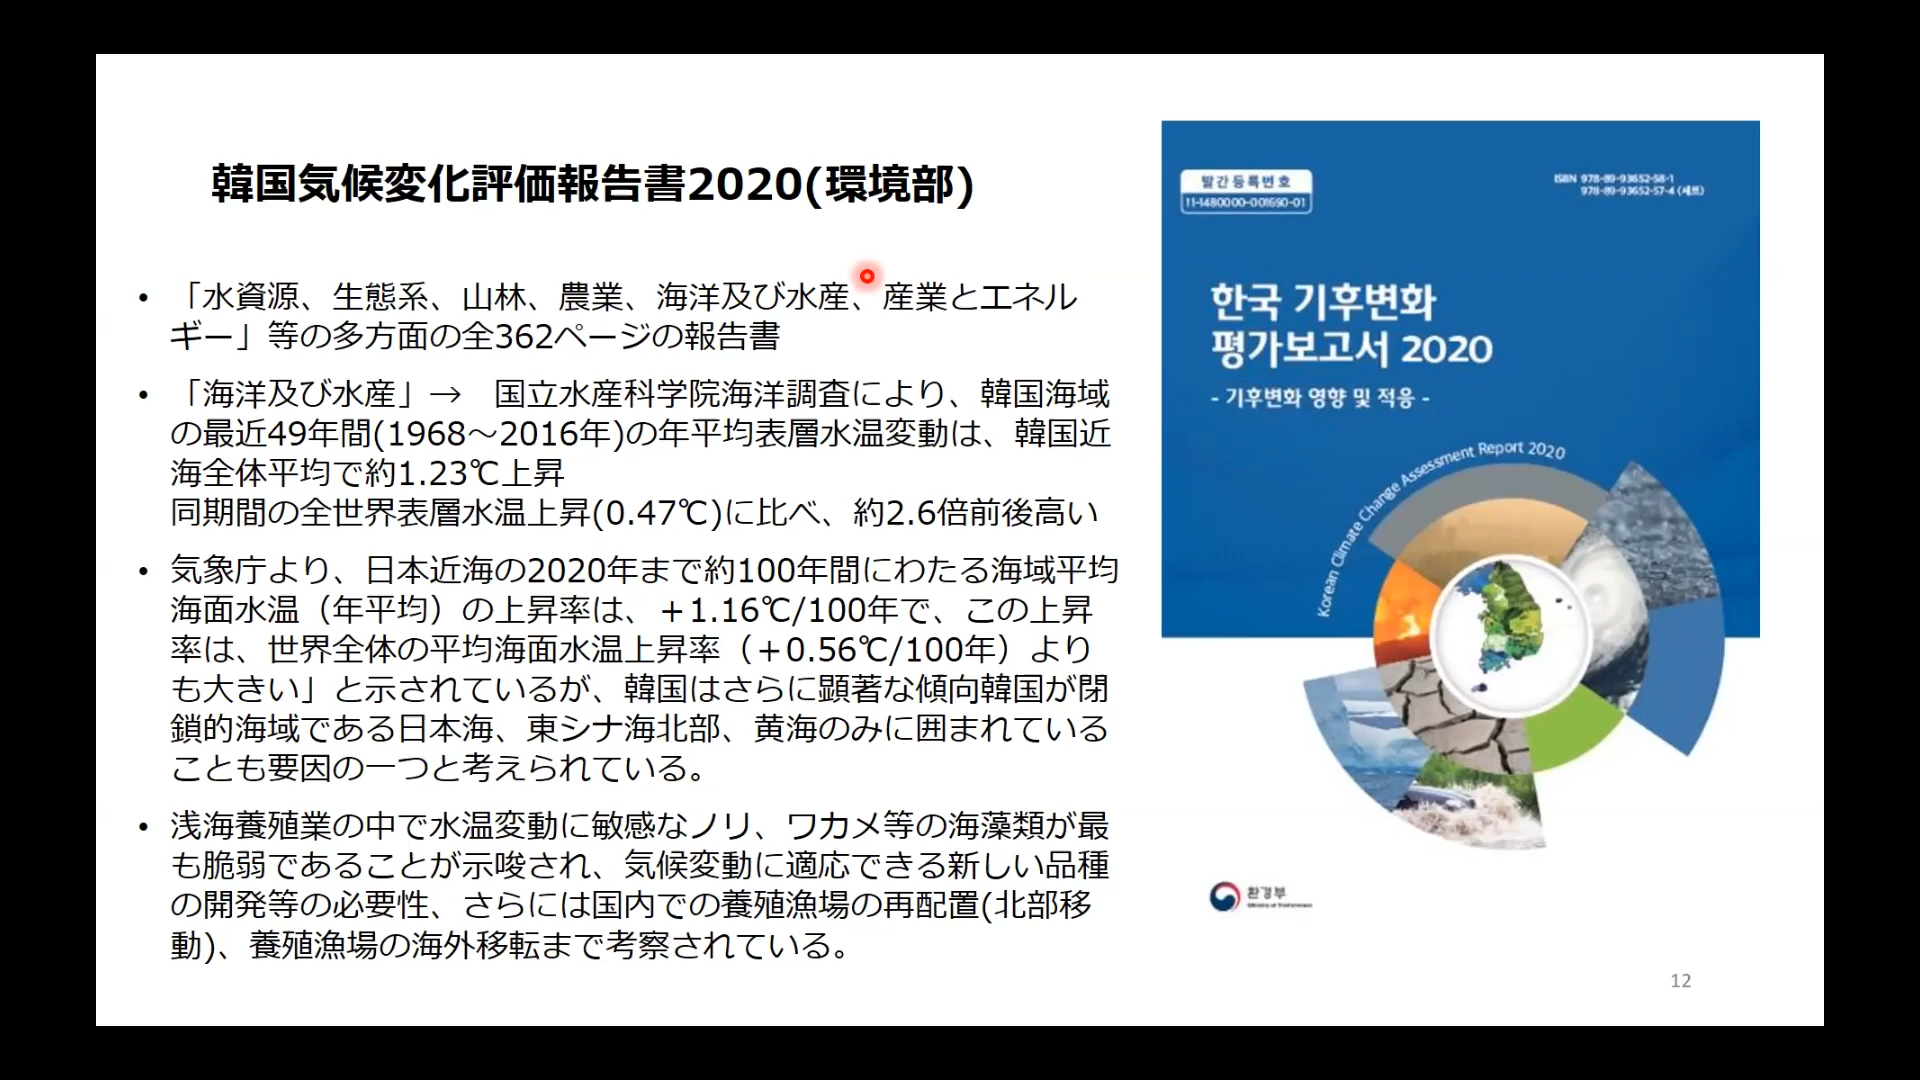 韓国気候変化評価報告書2020(環境部)
• 「水資源、生態系、山林、農業、海洋及び水産、産業とエネル
ギー」等の多方面の全362ページの報告書
• 「海洋及び水産」→　国立水産科学院海洋調査により、韓国海域
の最近49年間(1968～2016年)の年平均表層水温変動は、韓国近
海全体平均で約1.23℃上昇
同期間の全世界表層水温上昇(0.47℃)に比べ、約2.6倍前後高い
• 気象庁より、日本近海の2020年まで約100年間にわたる海域平均
海面水温（年平均）の上昇率は、＋1.16℃/100年で、この上昇
率は、世界全体の平均海面水温上昇率（＋0.56℃/100年）より
も大きい」と示されているが、韓国はさらに顕著な傾向韓国が閉
鎖的海域である日本海、東シナ海北部、黄海のみに囲まれている
ことも要因の一つと考えられている。
• 浅海養殖業の中で水温変動に敏感なノリ、ワカメ等の海藻類が最
も脆弱であることが示唆され、気候変動に適応できる新しい品種
の開発等の必要性、さらには国内での養殖漁場の再配置(北部移
動)、養殖漁場の海外移転まで考察されている。
발간등록번호
11-1480000-001690-01
ISBN 978-89-93652-58-1
978-89-93652-57-4 (세트)
한국 기후변화
평가보고서 2020
- 기후변화 영향 및 적응 -
Korean Climate Change Assessment Report 2020
환경부
12